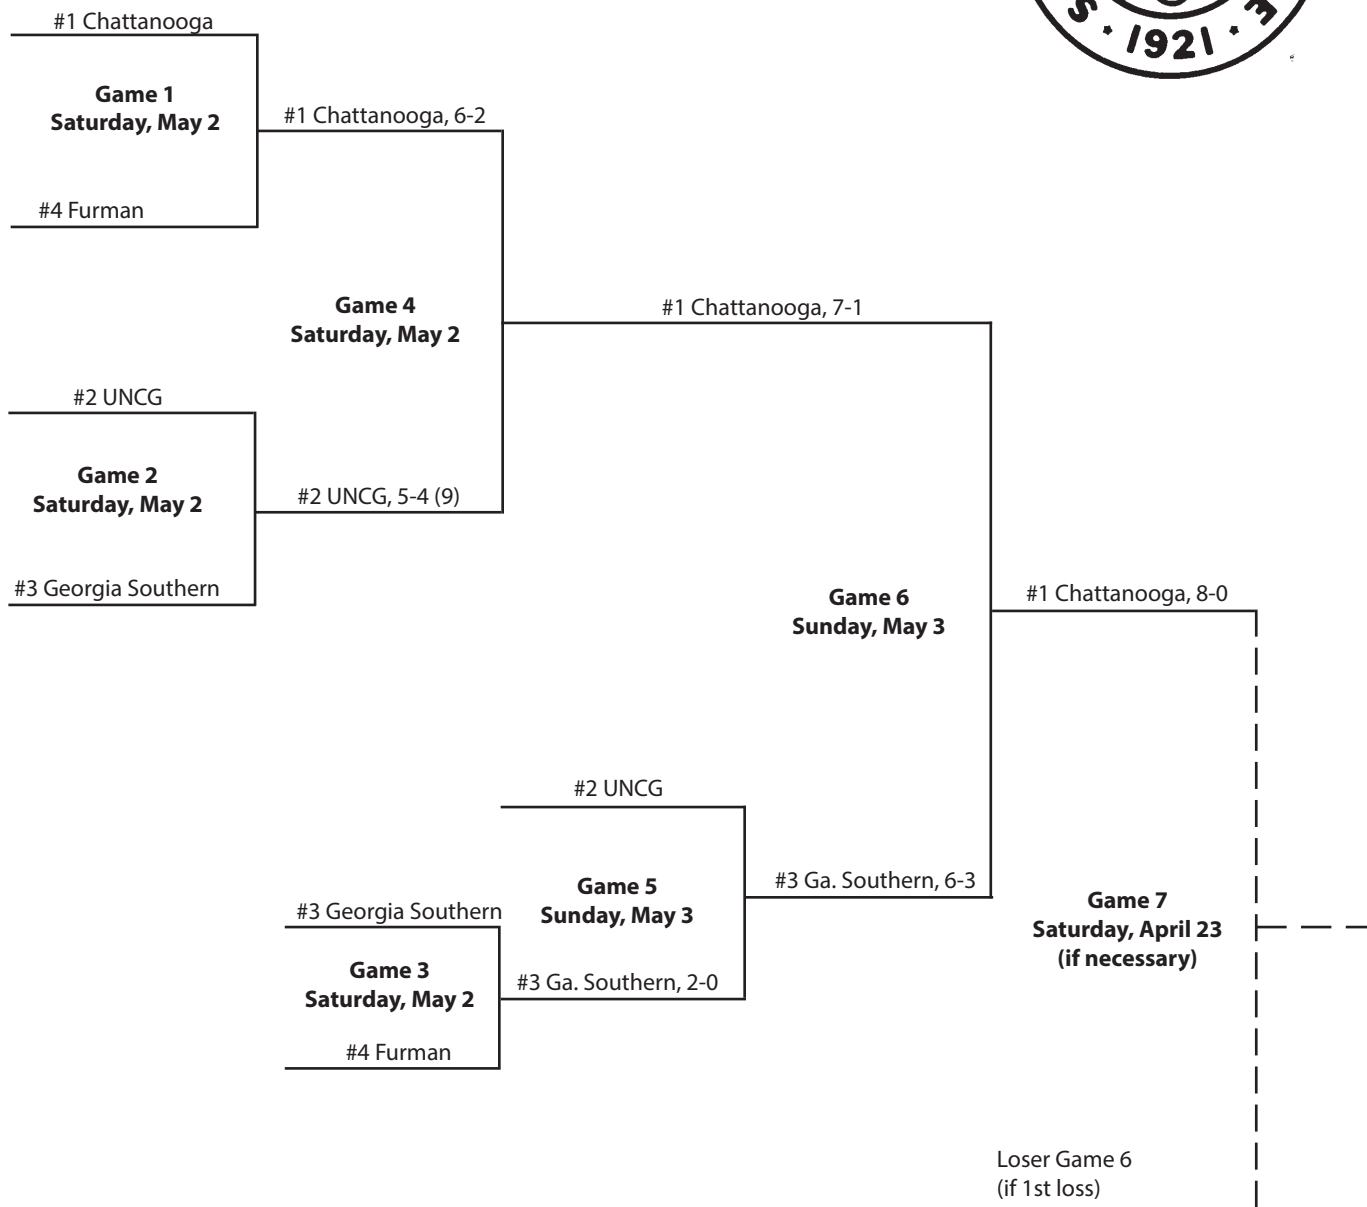 #1 Chattanooga
S · 1921 · E
Game 1
Saturday, May 2
#1 Chattanooga, 6-2
#4 Furman
Game 4
Saturday, May 2
#1 Chattanooga, 7-1
#2 UNCG
Game 2
Saturday, May 2
#2 UNCG, 5-4 (9)
#3 Georgia Southern
Game 6
Sunday, May 3
#1 Chattanooga, 8-0
#2 UNCG
Game 5
Sunday, May 3
#3 Ga. Southern, 6-3
#3 Georgia Southern
Game 3
Saturday, May 2
#3 Ga. Southern, 2-0
#4 Furman
Game 7
Saturday, April 23
(if necessary)
Loser Game 6
(if 1st loss)